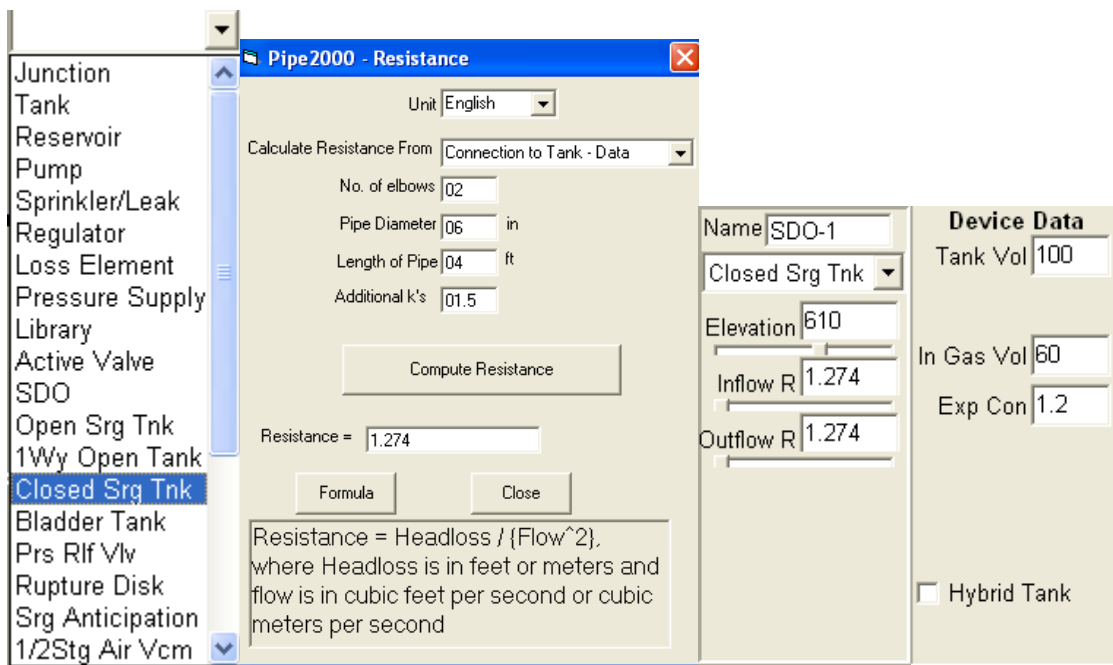 Junction
Tank
Reservoir
Pump
Sprinkler/Leak
Regulator
Loss Element
Pressure Supply
Library
Active Valve
SDO
Open Srg Tnk
1Wy Open Tank
Closed Srg Tnk
Bladder Tank
Prs Rlf Vlv
Rupture Disk
Srg Anticipation
1/2Stg Air Vcm
Pipe2000 - Resistance
Unit English
Calculate Resistance From Connection to Tank - Data
No. of elbows 02
Pipe Diameter 06 in
Length of Pipe 04 ft
Additional k's 01.5
Compute Resistance
Resistance = 1.274
Formula Close
Resistance = Headloss / {Flow^2},
where Headloss is in feet or meters and
flow is in cubic feet per second or cubic
meters per second
Name SDO-1
Closed Srg Tnk
Elevation 610
Inflow R 1.274
Outflow R 1.274
Device Data
Tank Vol 100
In Gas Vol 60
Exp Con 1.2
Hybrid Tank